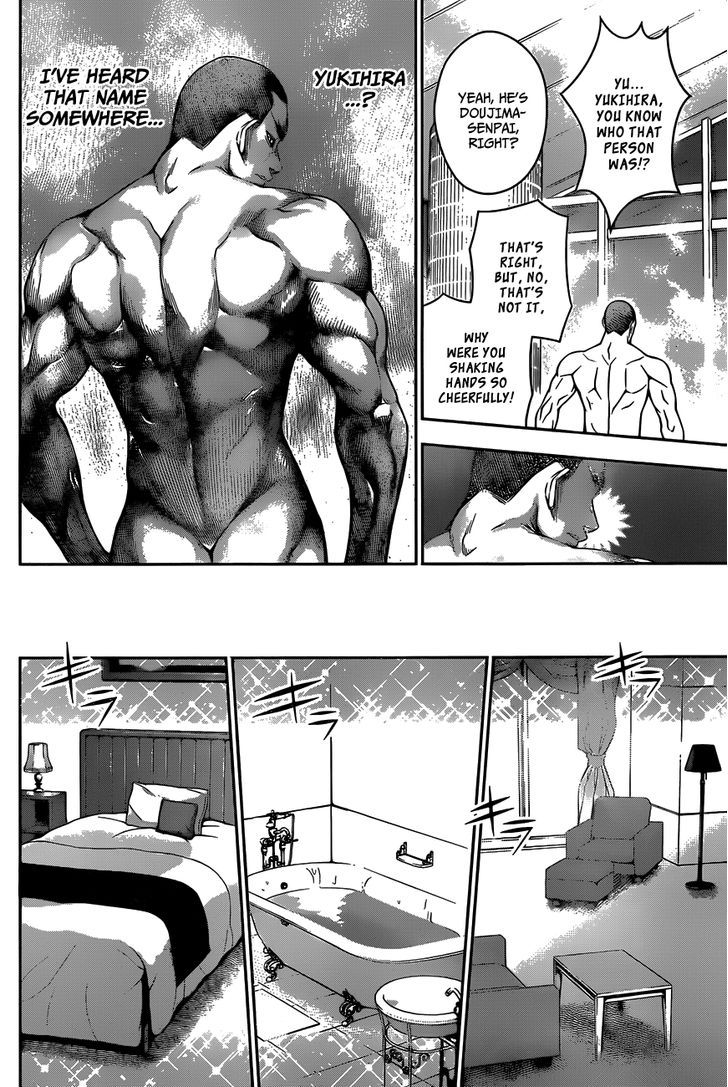 YU...
YUKIHIRA,
YOU KNOW
WHO THAT
PERSON
WAS!?
YEAH, HE'S
DOUJIMA-
SENPAI,
RIGHT?
THAT'S
RIGHT,
BUT, NO,
THAT'S
NOT IT,
WHY
WERE YOU
SHAKING
HANDS SO
CHEERFULLY!
YUKIHIRA
...?
I'VE HEARD
THAT NAME
SOMEWHERE...